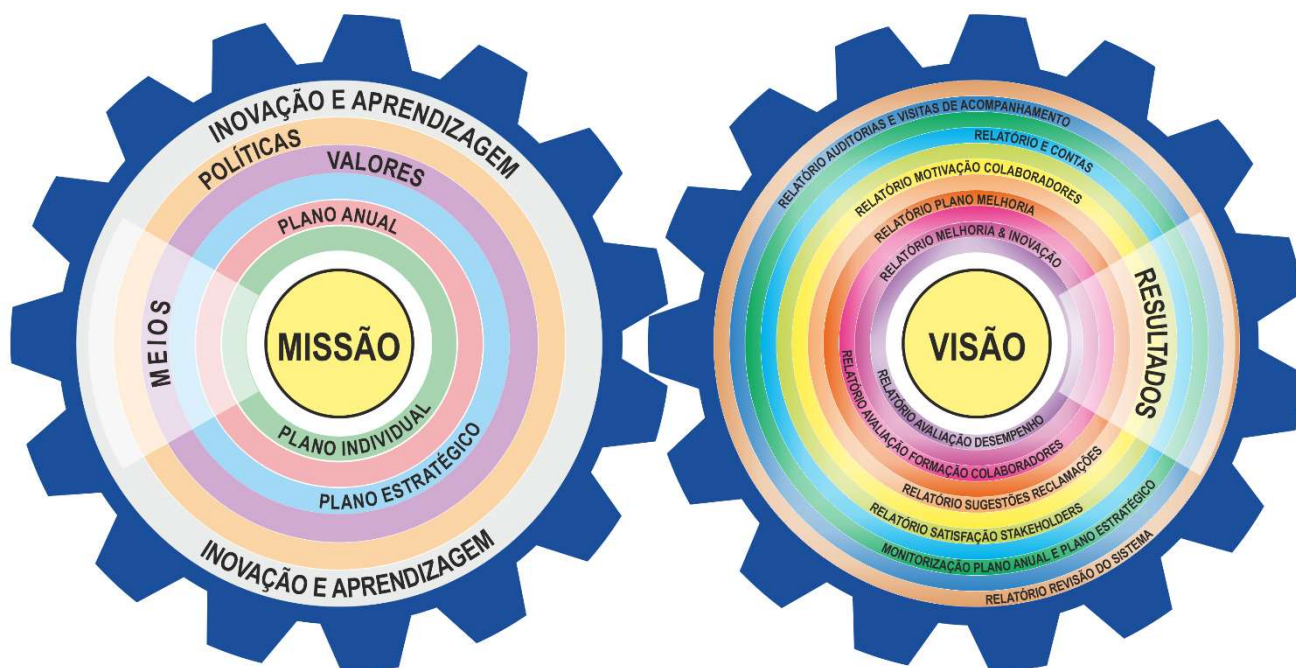 INOVAÇÃO E APRENDIZAGEM
POLÍTICAS
VALORES
PLANO ANUAL
MEIOS
MISSÃO
PLANO INDIVIDUAL
PLANO ESTRATÉGICO
INOVAÇÃO E APRENDIZAGEM
RELATÓRIO AUDITORIAS E VISITAS DE ACOMPANHAMENTO
RELATÓRIO E CONTAS
RELATÓRIO MOTIVAÇÃO COLABORADORES
RELATÓRIO PLANO MELHORIA
RELATÓRIO MELHORIA & INOVAÇÃO
VISÃO
RESULTADOS
RELATÓRIO AVALIAÇÃO DESEMPENHO
RELATÓRIO AVALIAÇÃO FORMAÇÃO COLABORADORES
RELATÓRIO SUGESTÕES RECLAMAÇÕES
RELATÓRIO SATISFAÇÃO STAKEHOLDERS
MONITORIZAÇÃO PLANO ANUAL E PLANO ESTRATÉGICO
RELATÓRIO REVISÃO DO SISTEMA